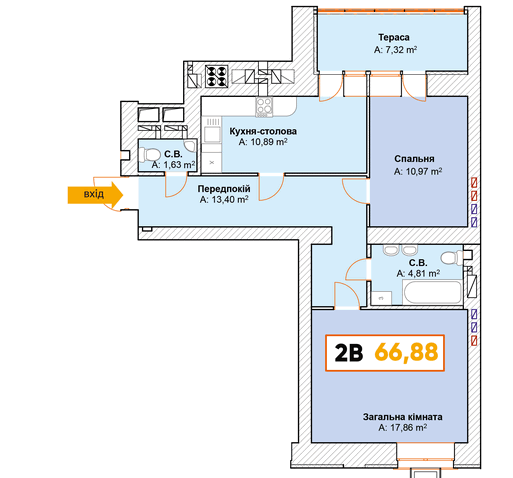 Тераса
А: 7,32 m²
Кухня-столова
А: 10,89 m²
С.В.
А: 1,63 m²
Спальня
А: 10,97 m²
Передпокій
А: 13,40 m²
вхід
С.В.
А: 4,81 m²
2В 66,88
Загальна кімната
А: 17,86 m²